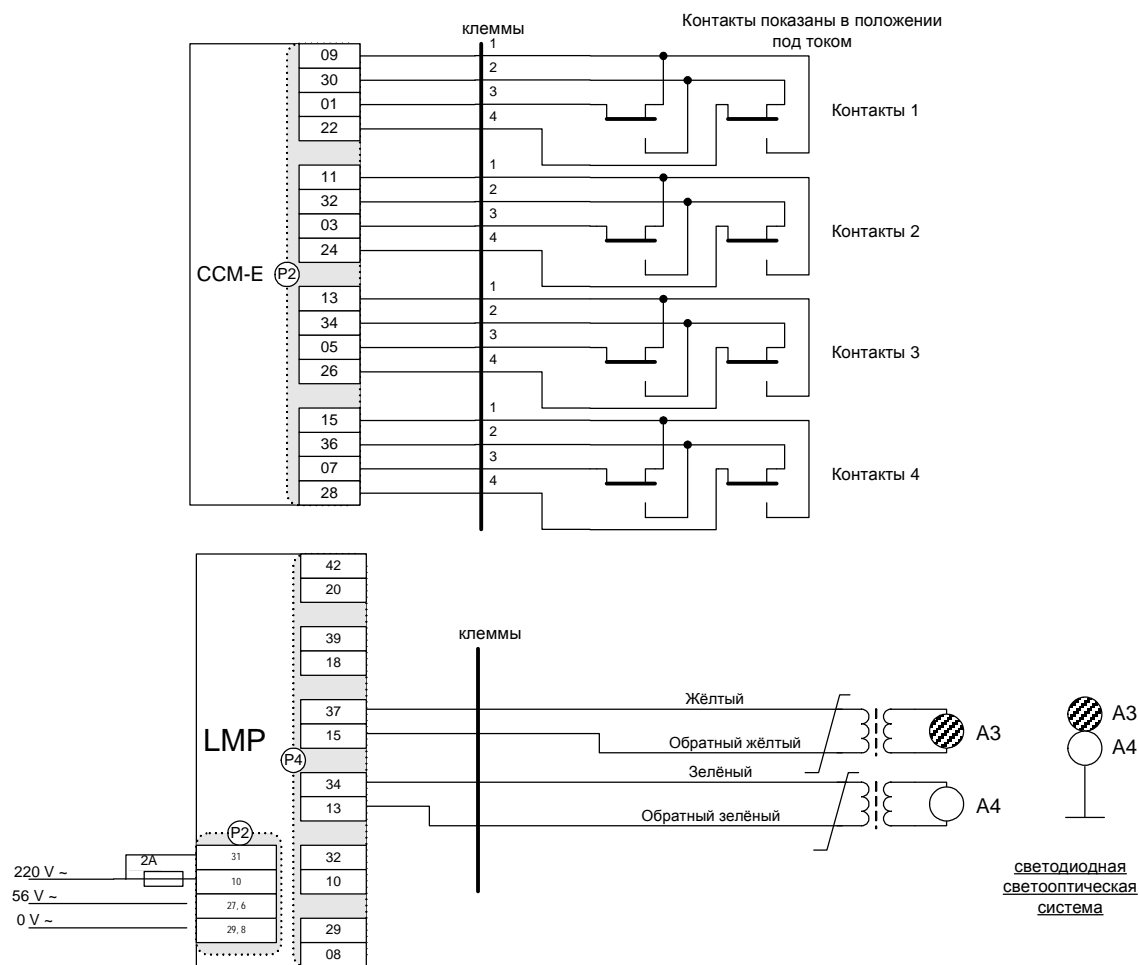 клеммы
Контакты показаны в положении
под током
09
30
01
22
1
2
3
4
Контакты 1
11
32
03
24
1
2
3
4
Контакты 2
CCM-E
P2
13
34
05
26
1
2
3
4
Контакты 3
15
36
07
28
1
2
3
4
Контакты 4
LMP
P4
42
20
39
18
37
15
34
13
32
10
29
08
клеммы
Жёлтый
Обратный жёлтый
Зелёный
Обратный зелёный
A3
A4
A3
A4
светодиодная
светооптическая
система
P2
31
10
27, 6
29, 8
2A
220 V ~
56 V ~
0 V ~